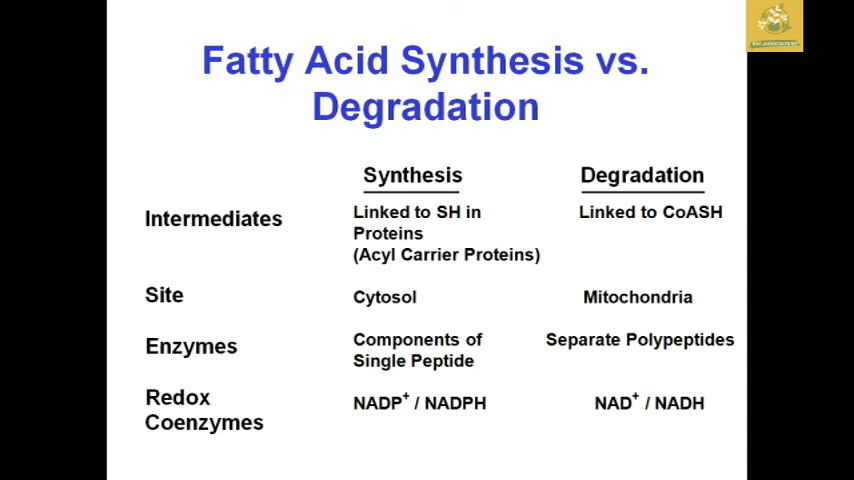 Fatty Acid Synthesis vs.
Degradation
Synthesis Degradation
Intermediates
Linked to SH in
Proteins
(Acyl Carrier Proteins)
Linked to CoASH
Site
Cytosol
Mitochondria
Enzymes
Components of
Single Peptide
Separate Polypeptides
Redox
Coenzymes
NADP+ / NADPH
NAD+ / NADH